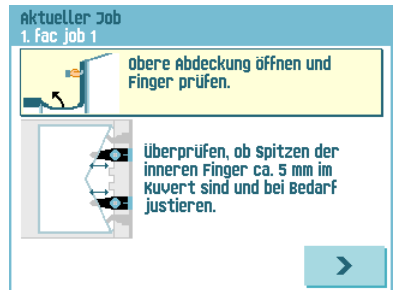 Aktueller Job
1. fac job 1
Obere Abdeckung öffnen und
Finger prüfen.
Überprüfen, ob Spitzen der
inneren Finger ca. 5 mm im
Kuvert sind und bei Bedarf
justieren.